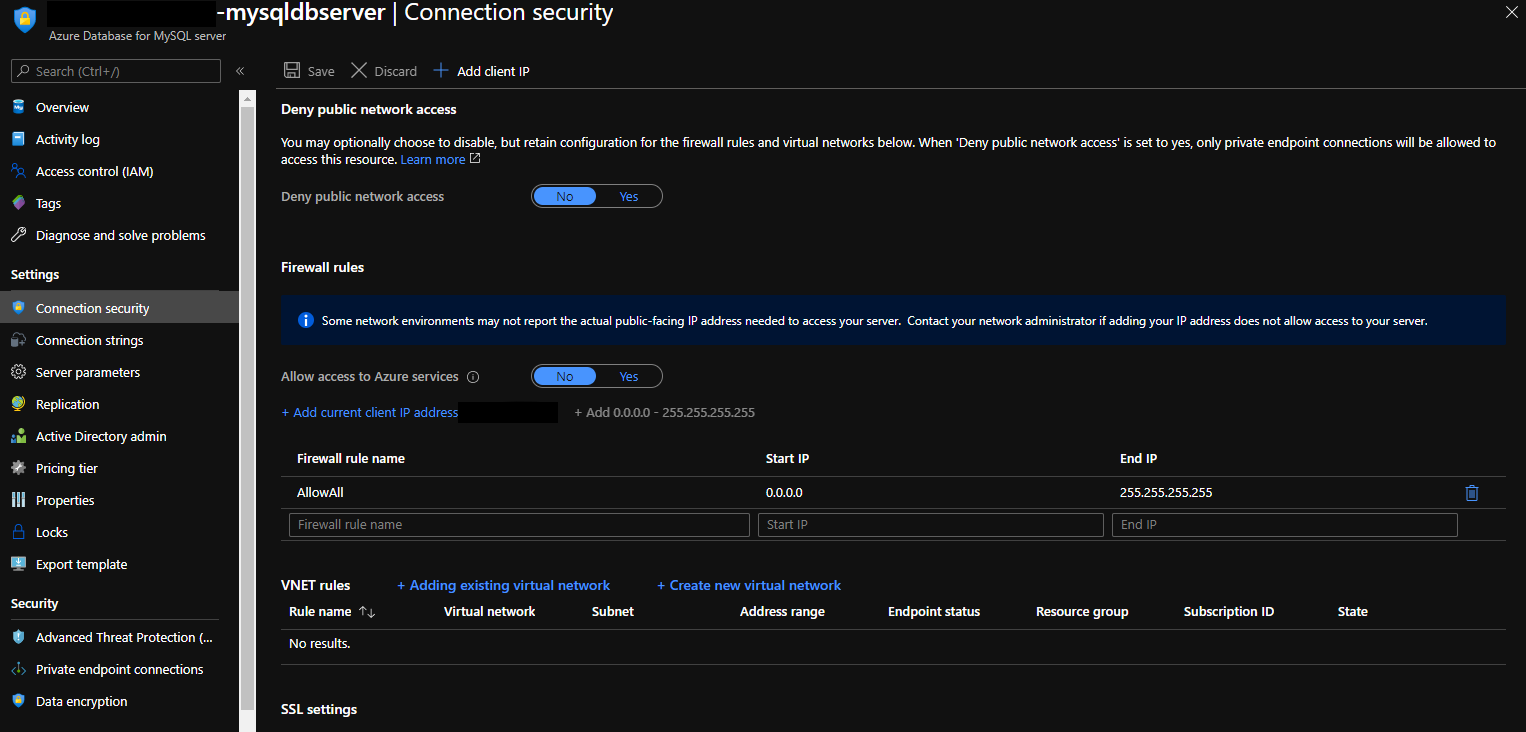 -mysqldbserver | Connection security
Azure Database for MySQL server
Search (Ctrl+/)
«
Overview
Activity log
Access control (IAM)
Tags
Diagnose and solve problems
Settings
Connection security
Connection strings
Server parameters
Replication
Active Directory admin
Pricing tier
Properties
Locks
Export template
Security
Advanced Threat Protection (...
Private endpoint connections
Data encryption
Save Discard + Add client IP
Deny public network access
You may optionally choose to disable, but retain configuration for the firewall rules and virtual networks below. When 'Deny public network access' is set to yes, only private endpoint connections will be allowed to
access this resource. Learn more
Deny public network access No Yes
Firewall rules
Some network environments may not report the actual public-facing IP address needed to access your server. Contact your network administrator if adding your IP address does not allow access to your server.
Allow access to Azure services No Yes
+ Add current client IP address + Add 0.0.0.0 - 255.255.255.255
Firewall rule name Start IP End IP
AllowAll 0.0.0.0 255.255.255.255
Firewall rule name Start IP End IP
VNET rules + Adding existing virtual network + Create new virtual network
Rule name ↑↓ Virtual network Subnet Address range Endpoint status Resource group Subscription ID State
No results.
SSL settings